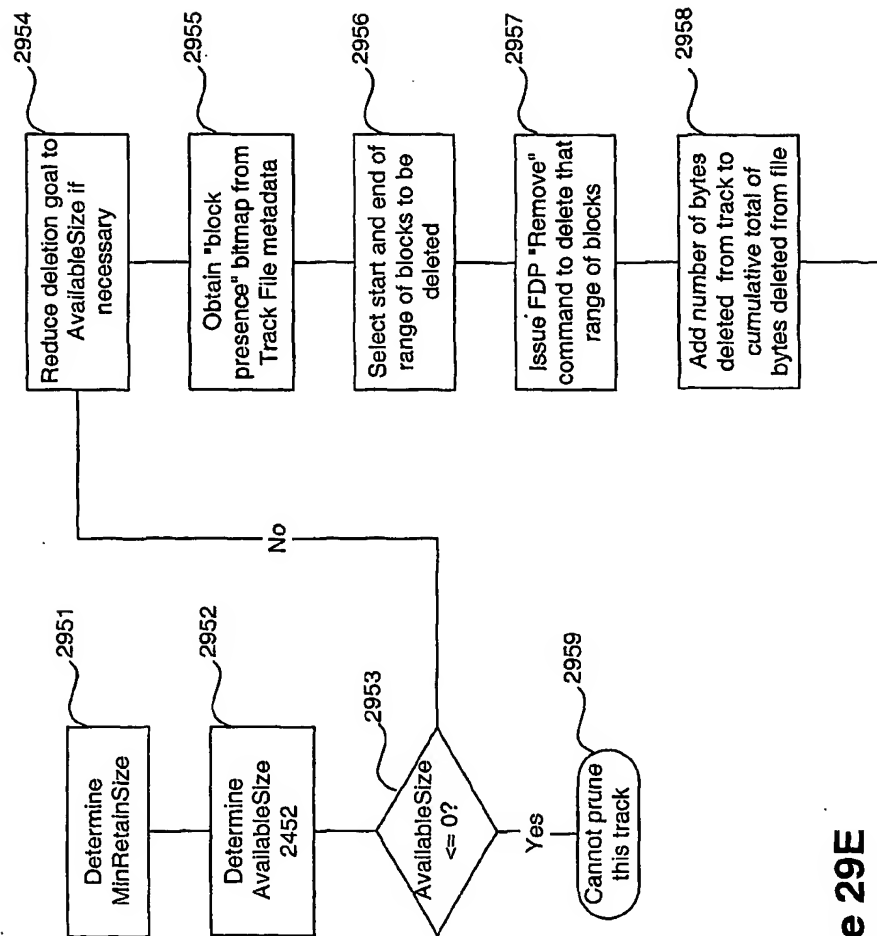 2951
Determine
MinRetainSize
2952
Determine
AvailableSize
2452
2953
AvailableSize
<= 0?
Yes
No
2959
Cannot prune
this track
2954
Reduce deletion goal to
AvailableSize if
necessary
2955
Obtain "block
presence" bitmap from
Track File metadata
2956
Select start and end of
range of blocks to be
deleted
2957
Issue FDP "Remove"
command to delete that
range of blocks
2958
Add number of bytes
deleted from track to
cumulative total of
bytes deleted from file
e 29E